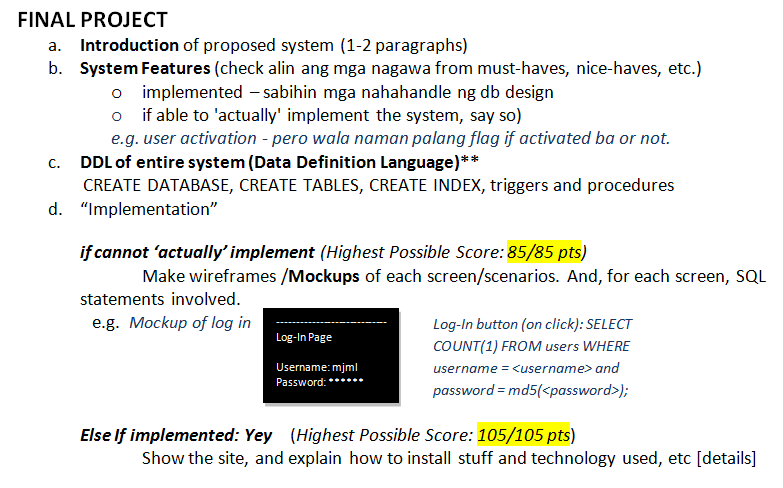 FINAL PROJECT
a. Introduction of proposed system (1-2 paragraphs)
b. System Features (check alin ang mga nagawa from must-haves, nice-haves, etc.)
o implemented – sabihin mga nahahandle ng db design
o if able to 'actually' implement the system, say so)
e.g. user activation - pero wala naman palang flag if activated ba or not.
c. DDL of entire system (Data Definition Language)**
CREATE DATABASE, CREATE TABLES, CREATE INDEX, triggers and procedures
d. “Implementation”
if cannot ‘actually’ implement (Highest Possible Score: 85/85 pts)
Make wireframes /Mockups of each screen/scenarios. And, for each screen, SQL
statements involved.
e.g. Mockup of log in
------------------------------
Log-In Page
Username: mjml
Password: ******
Log-In button (on click): SELECT
COUNT(1) FROM users WHERE
username = <username> and
password = md5(<password>);
Else If implemented: Yey (Highest Possible Score: 105/105 pts)
Show the site, and explain how to install stuff and technology used, etc [details]